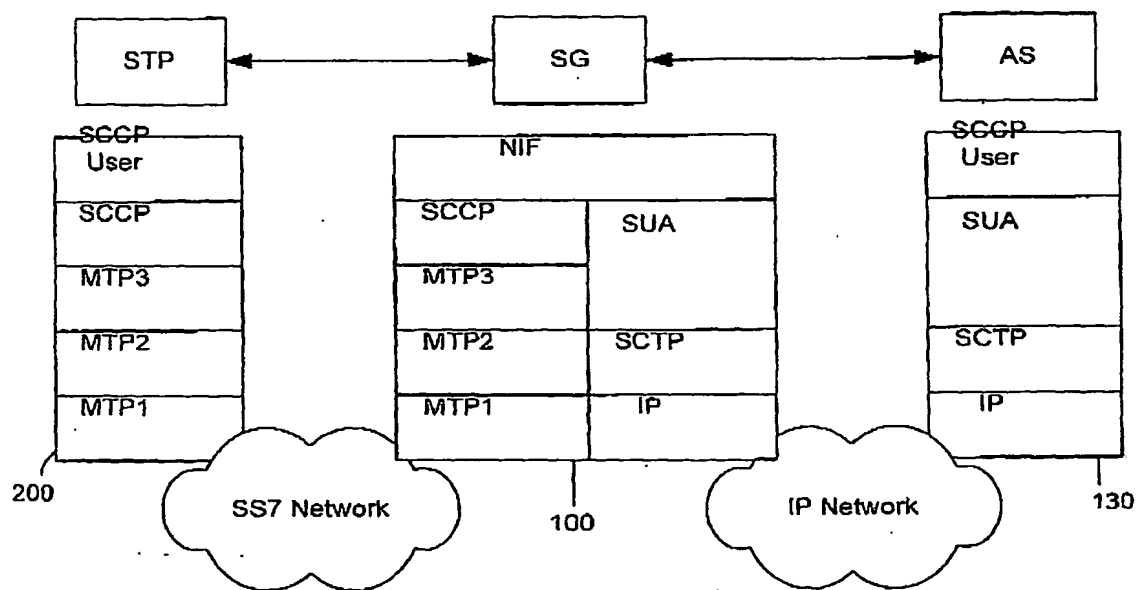 STP
SG
AS
SCCP
User
SCCP
MTP3
MTP2
MTP1
NIF
SCCP
MTP3
MTP2
MTP1
SUA
SCTP
IP
SCCP
User
SUA
SCTP
IP
200
SS7 Network
100
IP Network
130